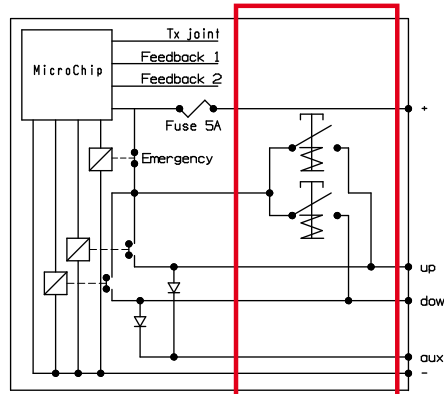 Tx joint
Feedback 1
MicroChip
Feedback 2
+
Fuse 5A
Emergency
up
dow
aux
-